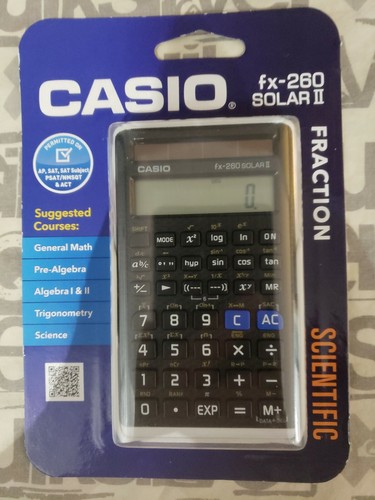 CASIO®
fx-260
SOLAR II
FRACTION
SCIENTIFIC
PERMITTED ON
AP, SAT, SAT Subject
PSAT/NMSQT
& ACT
Suggested
Courses:
General Math
Pre-Algebra
Algebra I & II
Trigonometry
Science
CASIO fx-260 SOLAR II
0.
MODE x² log ln ON
a b/c °'" hyp sin cos tan
+/- ► ((--- ---)) xʸ MR
7 8 9 C AC
4 5 6 × ÷
1 2 3 + −
0 • EXP = M+